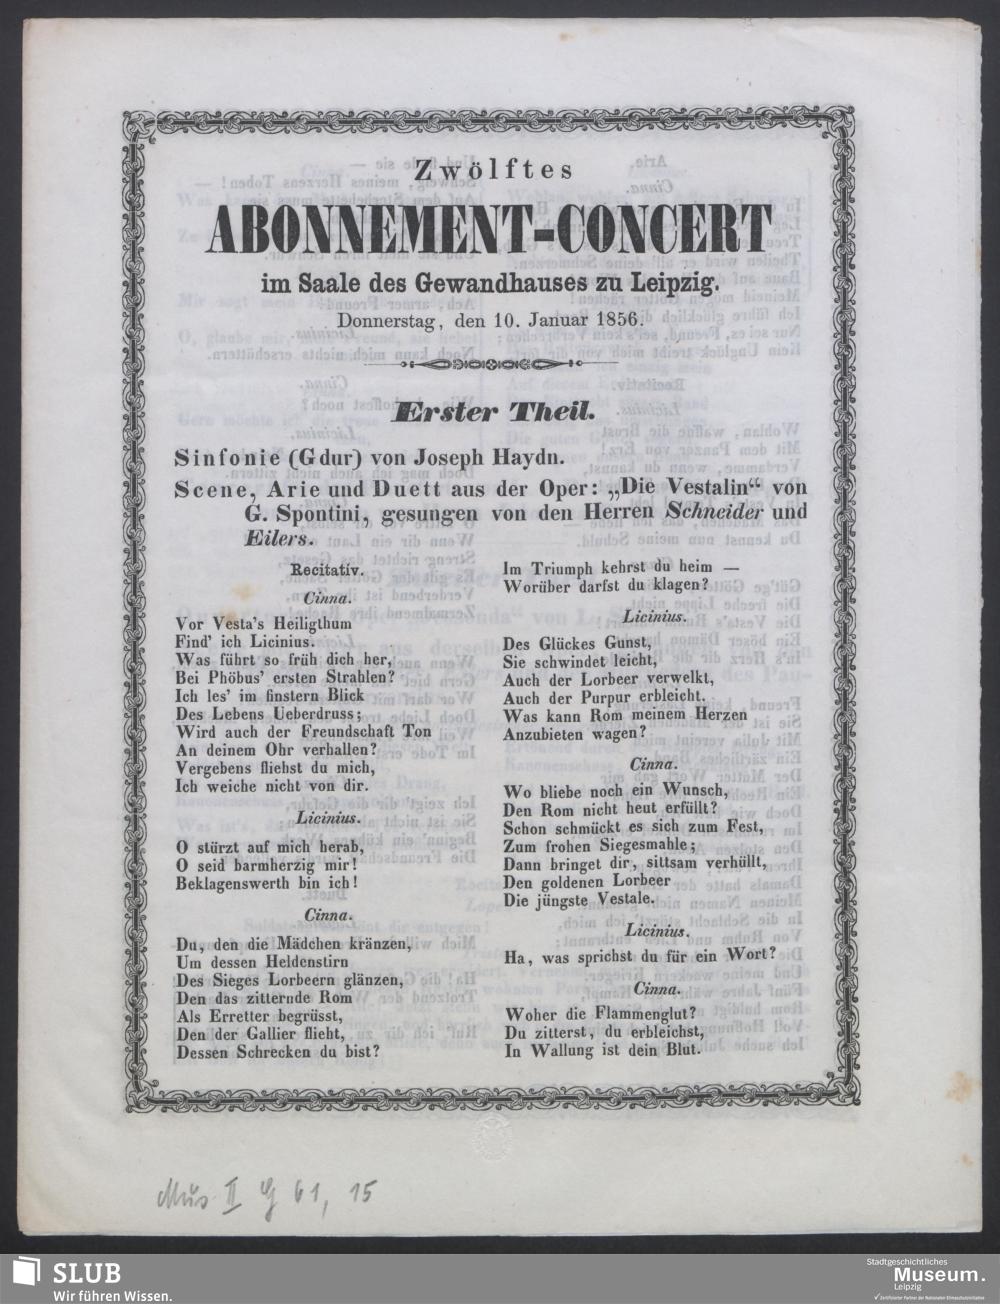 Zwölftes
ABONNEMENT-CONCERT
im Saale des Gewandhauses zu Leipzig.
Donnerstag, den 10. Januar 1856.
Erster Theil.
Sinfonie (Gdur) von Joseph Haydn.
Scene, Arie und Duett aus der Oper: „Die Vestalin“ von
G. Spontini, gesungen von den Herren Schneider und
Eilers.
Recitativ.
Cinna.
Vor Vesta's Heiligthum
Find' ich Licinius.
Was führt so früh dich her,
Bei Phöbus' ersten Strahlen?
Ich les' im finstern Blick
Des Lebens Ueberdruss;
Wird auch der Freundschaft Ton
An deinem Ohr verhallen?
Vergebens fliehst du mich,
Ich weiche nicht von dir.
Licinius.
O stürzt auf mich herab,
O seid barmherzig mir!
Beklagenswerth bin ich!
Cinna.
Du, den die Mädchen kränzen,
Um dessen Heldenstirn
Des Sieges Lorbeern glänzen,
Den das zitternde Rom
Als Erretter begrüsst,
Den der Gallier flieht,
Dessen Schrecken du bist?
Im Triumph kehrst du heim —
Worüber darfst du klagen?
Licinius.
Des Glückes Gunst,
Sie schwindet leicht,
Auch der Lorbeer verwelkt,
Auch der Purpur erbleicht.
Was kann Rom meinem Herzen
Anzubieten wagen?
Cinna.
Wo bliebe noch ein Wunsch,
Den Rom nicht heut erfüllt?
Schon schmückt es sich zum Fest,
Zum frohen Siegesmahle;
Dann bringet dir, sittsam verhüllt,
Den goldenen Lorbeer
Die jüngste Vestale.
Licinius.
Ha, was sprichst du für ein Wort?
Cinna.
Woher die Flammenglut?
Du zitterst, du erbleichst,
In Wallung ist dein Blut.
Mus II G 61, 15
SLUB
Wir führen Wissen.
Stadtgeschichtliches
Museum.
Leipzig
Zertifizierter Partner der Nationalen Klimaschutzinitiative